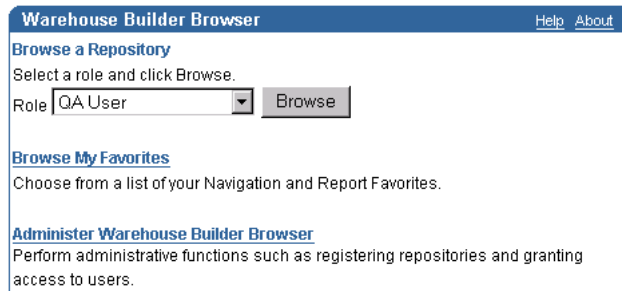 Warehouse Builder Browser Help About
Browse a Repository
Select a role and click Browse.
Role QA User Browse
Browse My Favorites
Choose from a list of your Navigation and Report Favorites.
Administer Warehouse Builder Browser
Perform administrative functions such as registering repositories and granting
access to users.